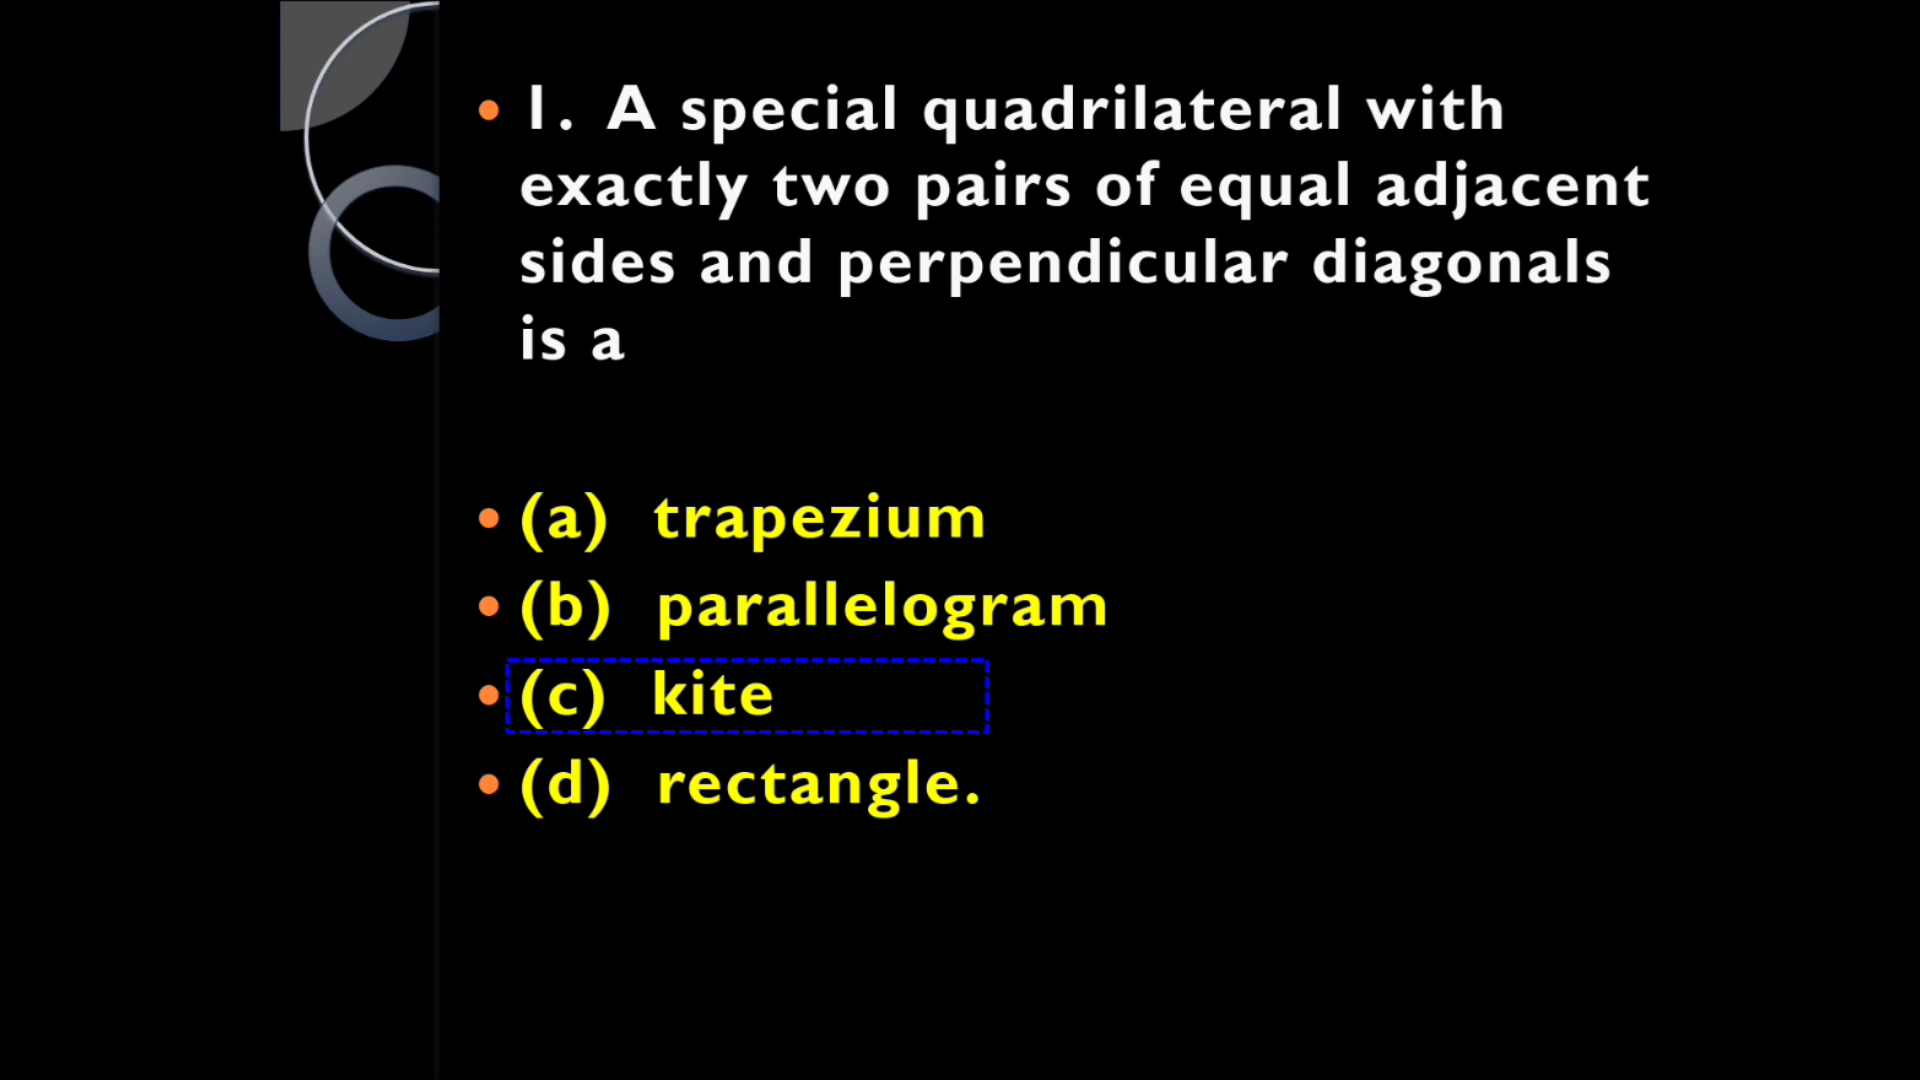 • 1. A special quadrilateral with
exactly two pairs of equal adjacent
sides and perpendicular diagonals
is a
• (a) trapezium
• (b) parallelogram
• (c) kite
• (d) rectangle.